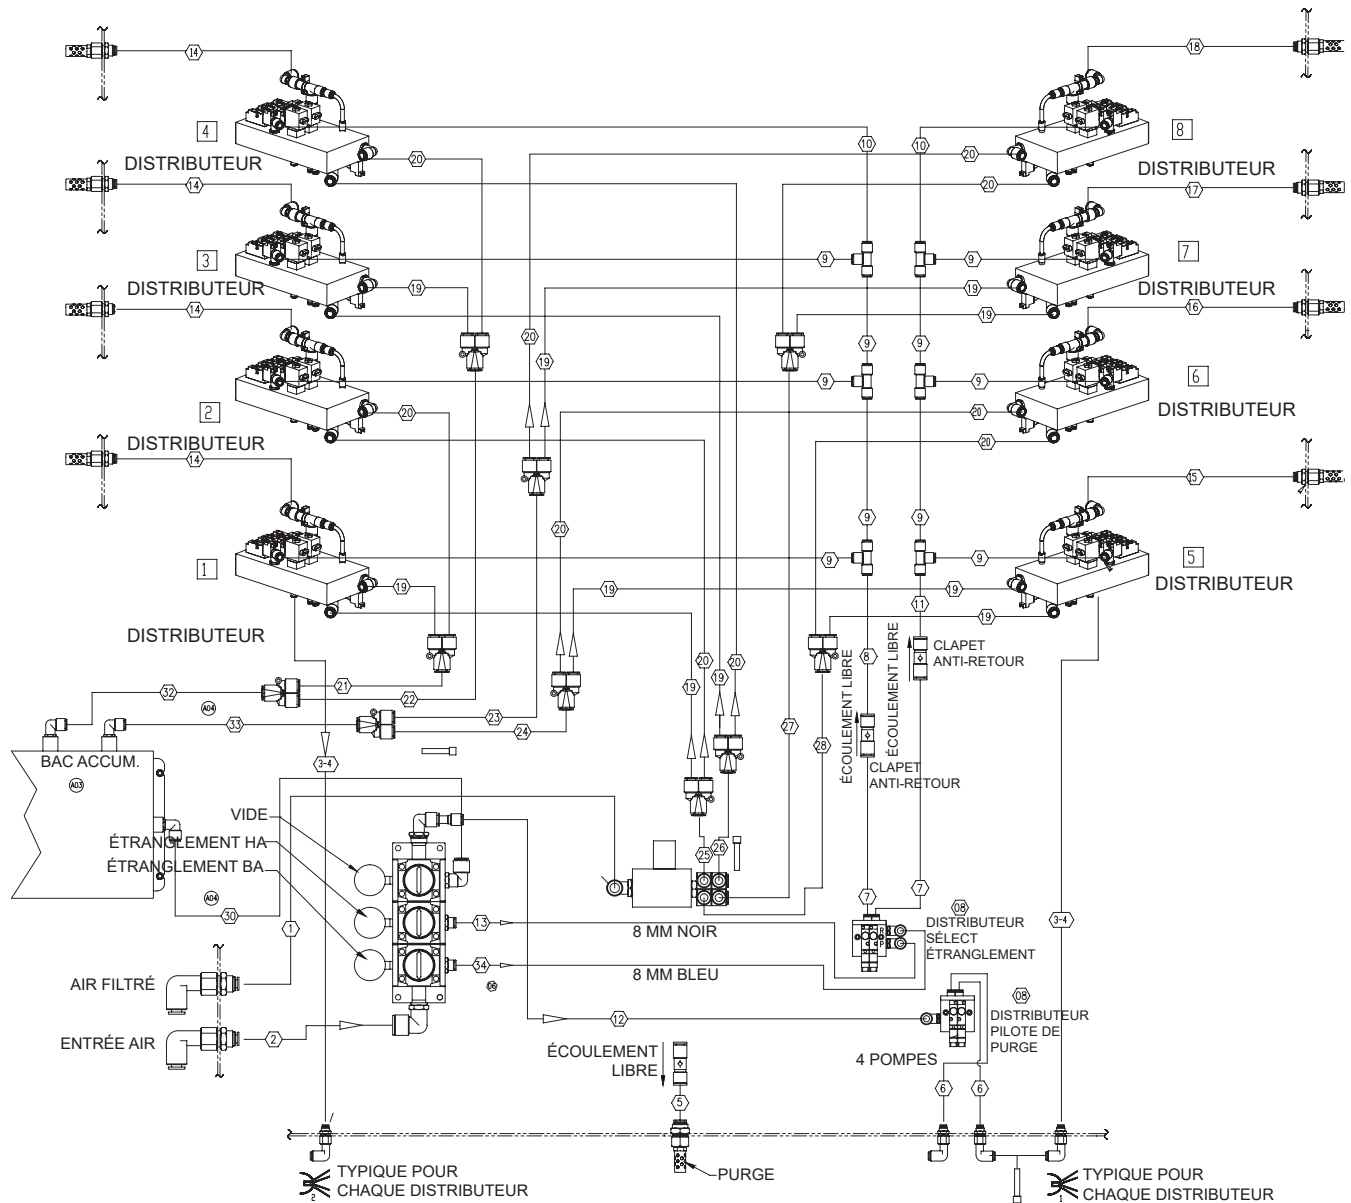 14
18
4
10
10
8
20
20
DISTRIBUTEUR
20
DISTRIBUTEUR
14
17
3
9
9
7
DISTRIBUTEUR
19
19
DISTRIBUTEUR
14
16
20
19
19
9
9
2
9
9
6
20
20
DISTRIBUTEUR
DISTRIBUTEUR
20
14
15
20
9
9
1
9
9
5
19
19
DISTRIBUTEUR
11
19
DISTRIBUTEUR
ÉCOULEMENT LIBRE
8
ÉCOULEMENT LIBRE
CLAPET
ANTI-RETOUR
20
20
19
19
32
21
22
A04
33
23
24
27
28
BAC ACCUM.
3-4
A03
CLAPET
ANTI-RETOUR
VIDE
ÉTRANGLEMENT HA
ÉTRANGLEMENT BA
25
26
A04
30
1
7
7
08
DISTRIBUTEUR
SÉLECT
ÉTRANGLEMENT
3-4
13
8 MM NOIR
34
8 MM BLEU
06
AIR FILTRÉ
08
DISTRIBUTEUR
PILOTE DE
PURGE
ENTRÉE AIR
2
12
4 POMPES
ÉCOULEMENT
LIBRE
5
6
6
PURGE
TYPIQUE POUR
CHAQUE DISTRIBUTEUR
2
TYPIQUE POUR
CHAQUE DISTRIBUTEUR
1